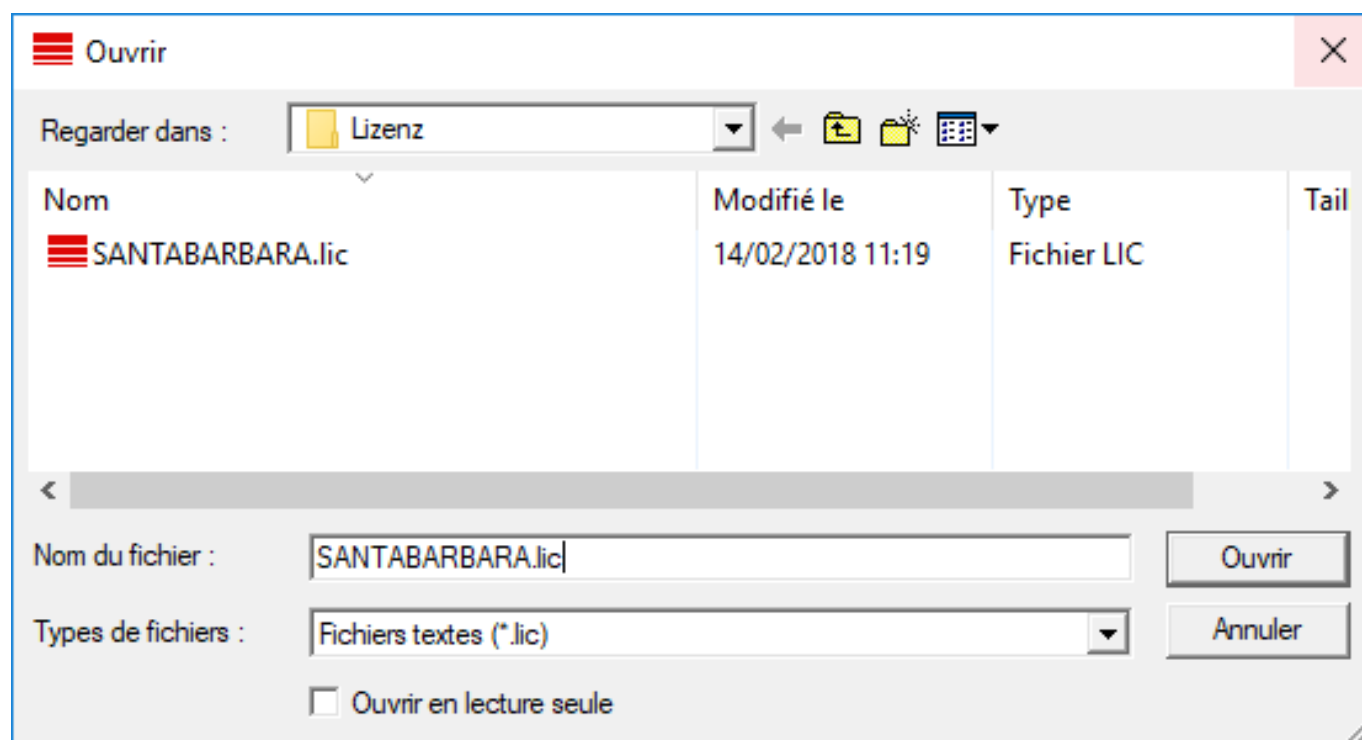 Ouvrir
Regarder dans : Lizenz
Nom Modifié le Type Tail
SANTABARBARA.lic 14/02/2018 11:19 Fichier LIC
Nom du fichier : SANTABARBARA.lic Ouvrir
Types de fichiers : Fichiers textes (*.lic) Annuler
Ouvrir en lecture seule